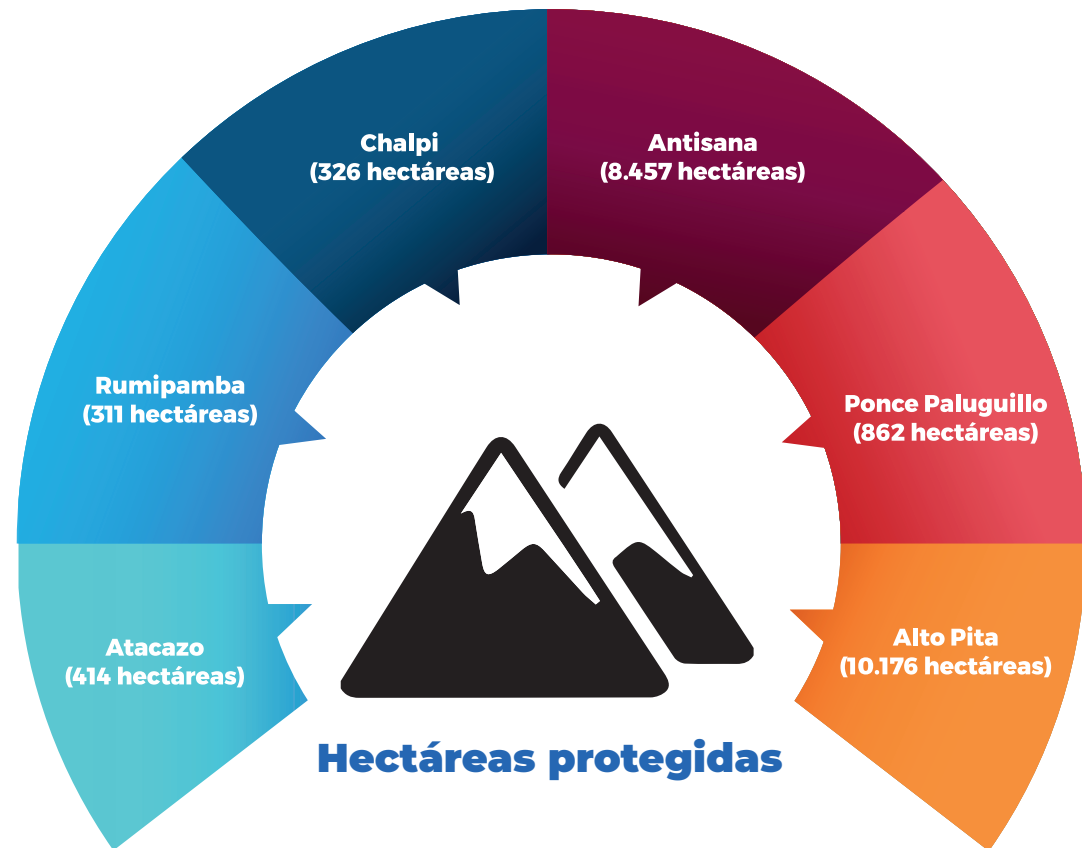 Chalpi
(326 hectáreas)
Antisana
(8.457 hectáreas)
Rumipamba
(311 hectáreas)
Ponce Paluguillo
(862 hectáreas)
Atacazo
(414 hectáreas)
Alto Pita
(10.176 hectáreas)
Hectáreas protegidas